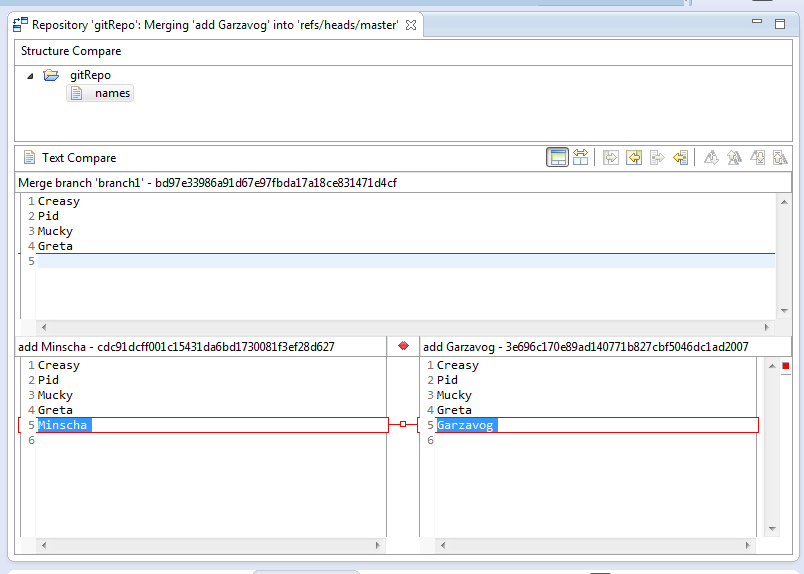 Repository 'gitRepo': Merging 'add Garzavog' into 'refs/heads/master'
Structure Compare
gitRepo
names
Text Compare
Merge branch 'branch1' - bd97e33986a91d67e97fbda17a18ce831471d4cf
1 Creasy
2 Pid
3 Mucky
4 Greta
5
add Minscha - cdc91dcff001c15431da6bd1730081f3ef28d627
1 Creasy
2 Pid
3 Mucky
4 Greta
5 Minscha
6
add Garzavog - 3e696c170e89ad140771b827cbf5046dc1ad2007
1 Creasy
2 Pid
3 Mucky
4 Greta
5 Garzavog
6